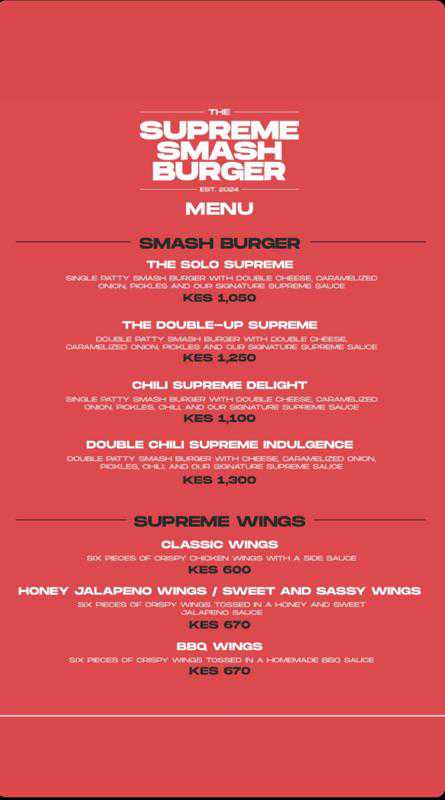 THE
SUPREME
SMASH
BURGER
EST. 2024
MENU
SMASH BURGER
THE SOLO SUPREME
SINGLE PATTY SMASH BURGER WITH DOUBLE CHEESE, CARAMELIZED
ONION, PICKLES AND OUR SIGNATURE SUPREME SAUCE
KES 1,050
THE DOUBLE-UP SUPREME
DOUBLE PATTY SMASH BURGER WITH DOUBLE CHEESE,
CARAMELIZED ONION, PICKLES AND OUR SIGNATURE SUPREME SAUCE
KES 1,250
CHILI SUPREME DELIGHT
SINGLE PATTY SMASH BURGER WITH DOUBLE CHEESE, CARAMELIZED
ONION, PICKLES, CHILI, AND OUR SIGNATURE SUPREME SAUCE
KES 1,100
DOUBLE CHILI SUPREME INDULGENCE
DOUBLE PATTY SMASH BURGER WITH CHEESE, CARAMELIZED ONION,
PICKLES, CHILI, AND OUR SIGNATURE SUPREME SAUCE
KES 1,300
SUPREME WINGS
CLASSIC WINGS
SIX PIECES OF CRISPY CHICKEN WINGS WITH A SIDE SAUCE
KES 600
HONEY JALAPENO WINGS / SWEET AND SASSY WINGS
SIX PIECES OF CRISPY WINGS TOSSED IN A HONEY AND SWEET
JALAPENO SAUCE
KES 670
BBQ WINGS
SIX PIECES OF CRISPY WINGS TOSSED IN A HOMEMADE BBQ SAUCE
KES 670